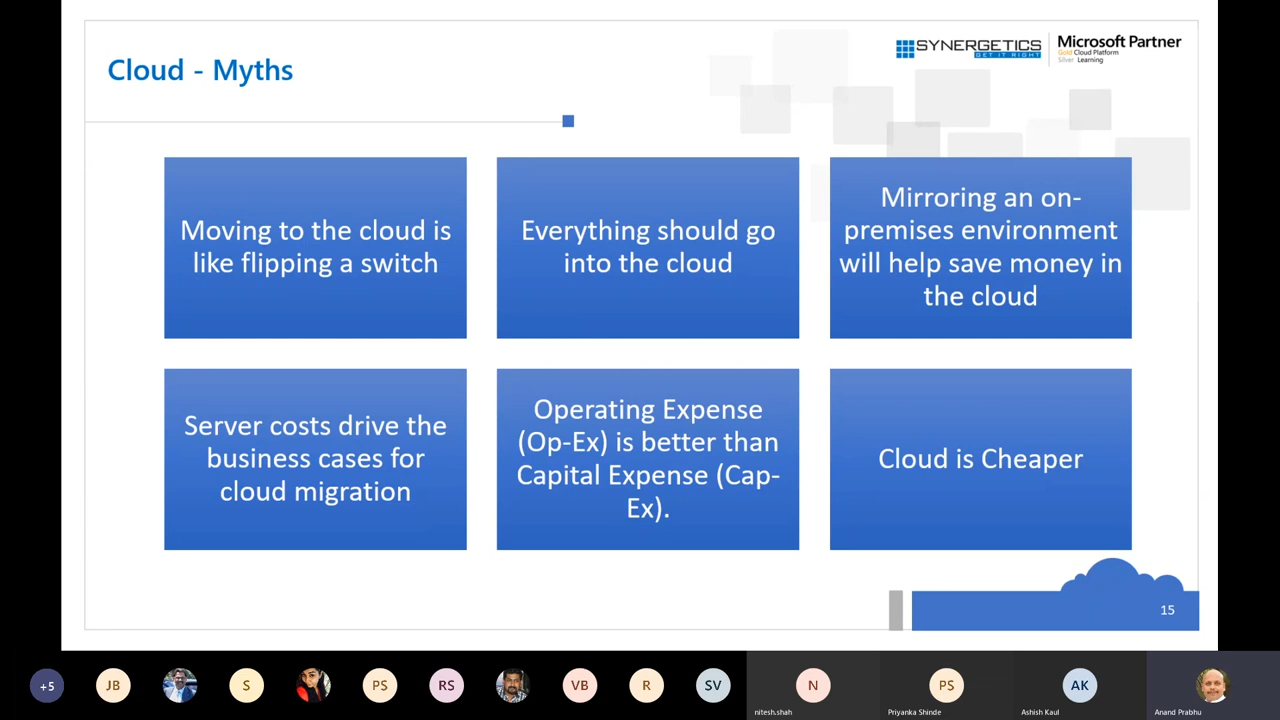 SYNERGETICS
GET IT RIGHT
Microsoft Partner
Gold Cloud Platform
Silver Learning
Cloud - Myths
Moving to the cloud is
like flipping a switch
Everything should go
into the cloud
Mirroring an on-
premises environment
will help save money in
the cloud
Server costs drive the
business cases for
cloud migration
Operating Expense
(Op-Ex) is better than
Capital Expense (Cap-
Ex).
Cloud is Cheaper
15
+5
JB
S
PS
RS
VB
R
SV
N
nitesh.shah
PS
Priyanka Shinde
AK
Ashish Kaul
Anand Prabhu